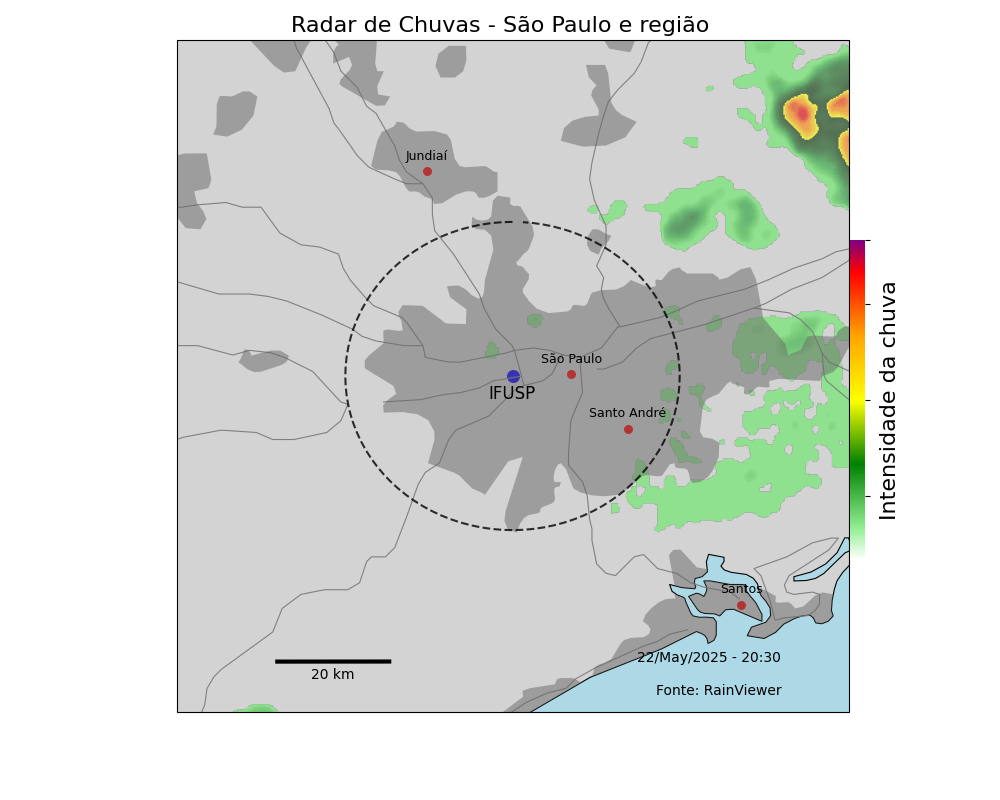 Radar de Chuvas - São Paulo e região
Jundiaí
São Paulo
IFUSP
Santo André
Intensidade da chuva
Santos
22/May/2025 - 20:30
20 km
Fonte: RainViewer